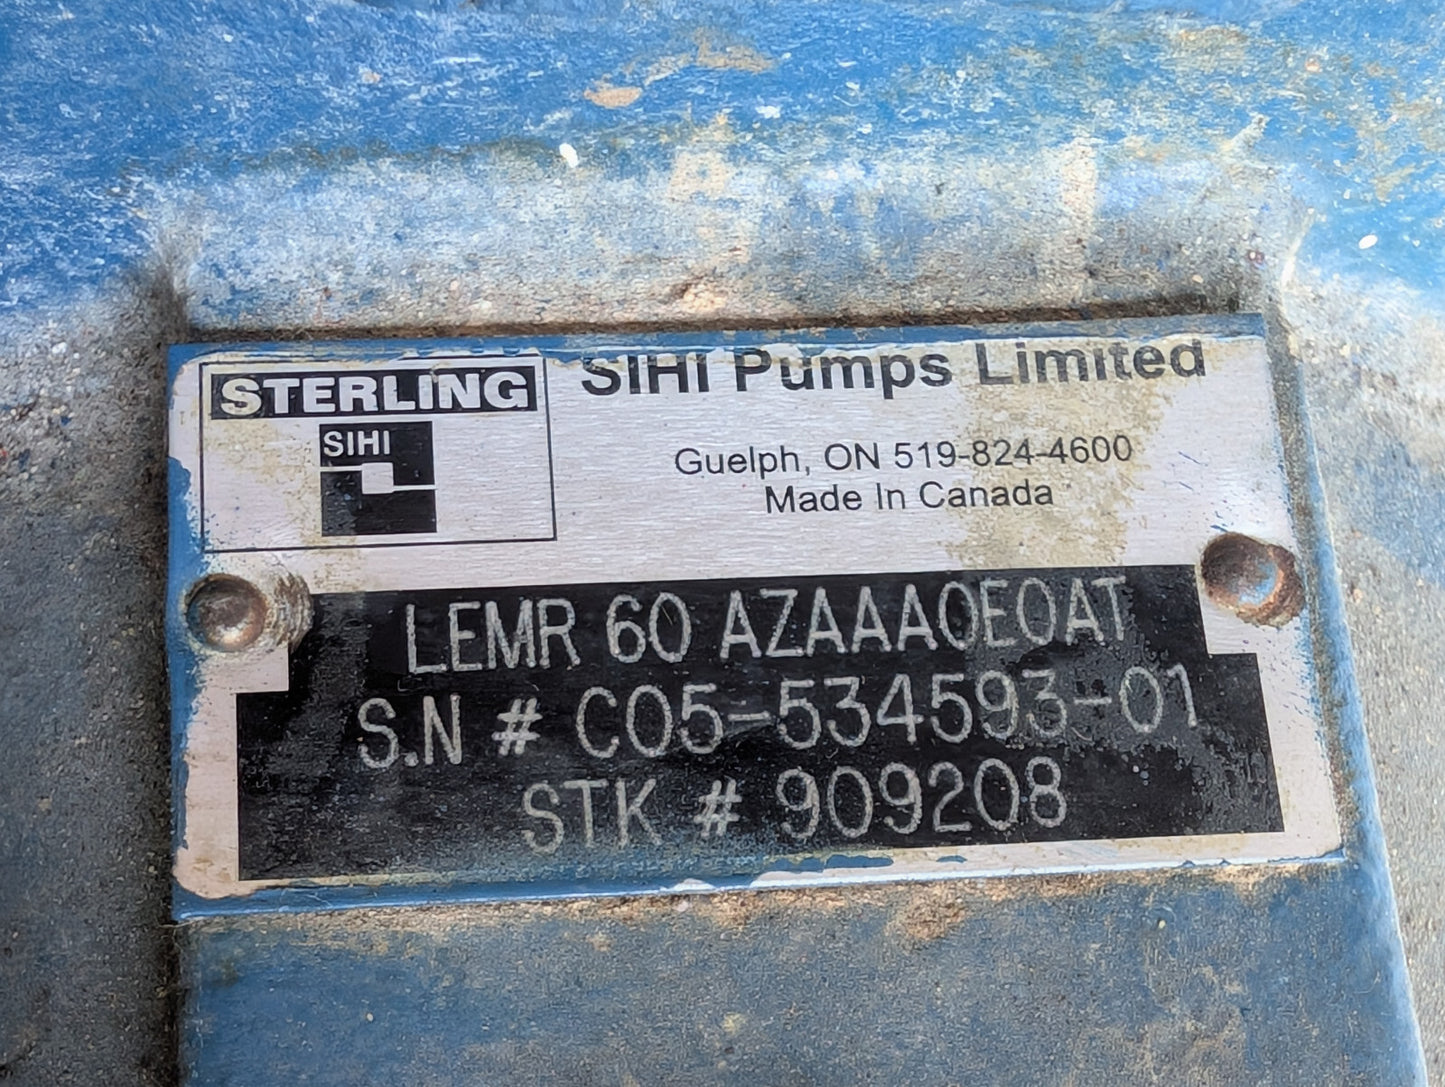 STERLING
SIHI
SIHI Pumps Limited
Guelph, ON 519-824-4600
Made In Canada
LEMR 60 AZAAA0E0AT
S.N # C05-534593-01
STK # 909208